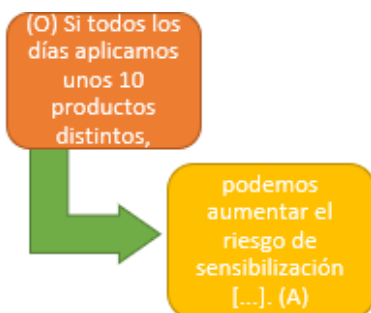 (O) Si todos los
días aplicamos
unos 10
productos
distintos,
podemos
aumentar el
riesgo de
sensibilización
[...]. (A)